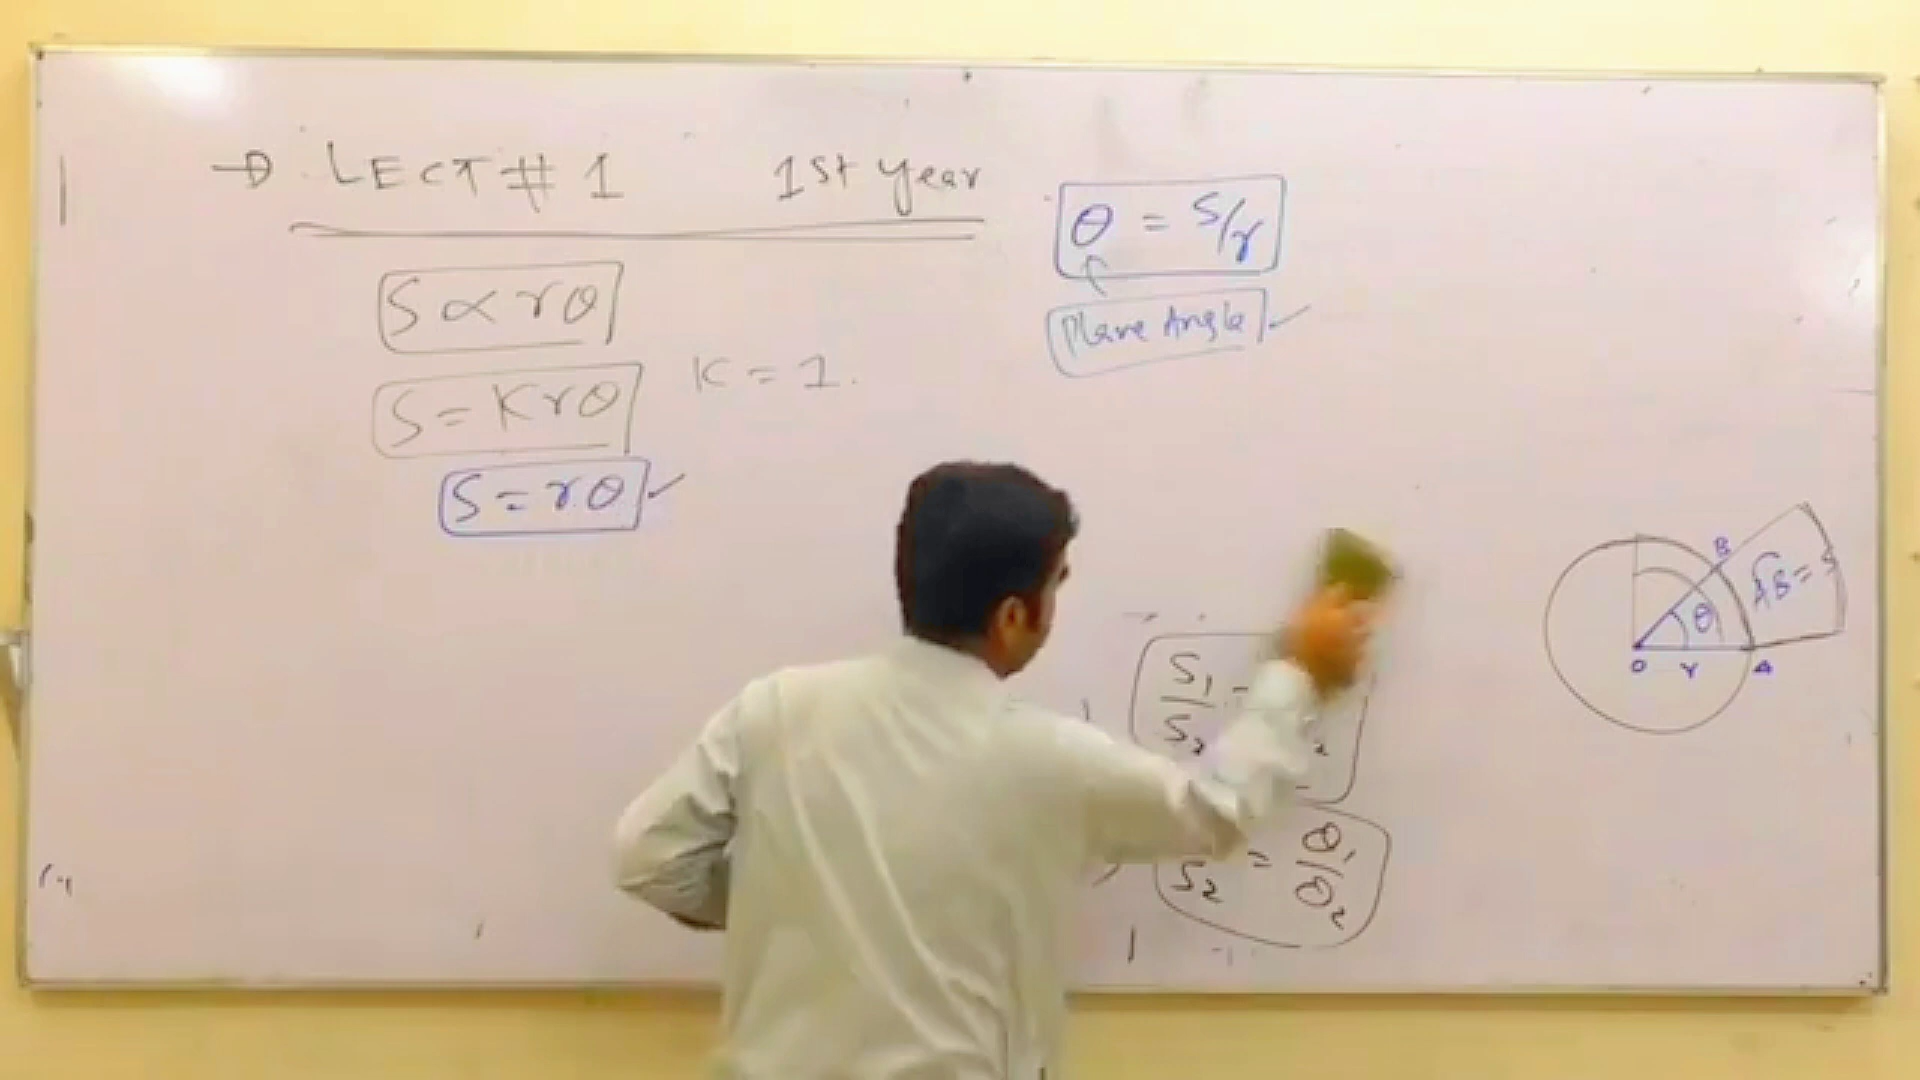 LECT # 1 1st Year
S ∝ rθ
S = Krθ K = 1.
S = rθ ✓
θ = S/r
Plane Angle ✓
S1/S2 =
S2 = θ1/θ2
B
AB = S
θ
O r A